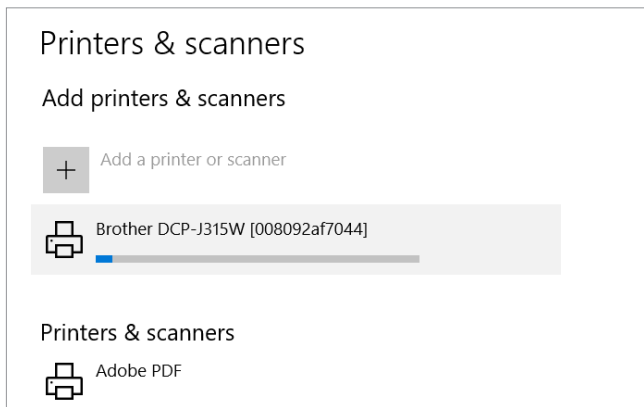 Printers & scanners
Add printers & scanners
Add a printer or scanner
Brother DCP-J315W [008092af7044]
Printers & scanners
Adobe PDF